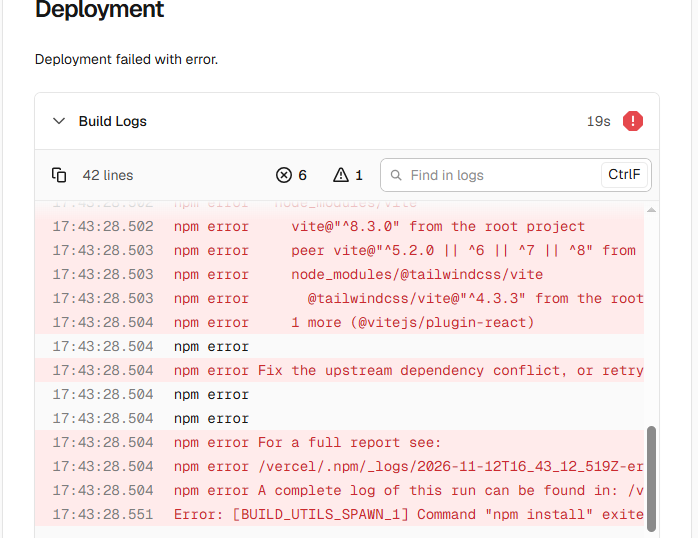 Deployment
Deployment failed with error.
Build Logs 19s
42 lines 6 1 Find in logs CtrlF
17:43:28.502 npm error node_modules/vite
17:43:28.502 npm error vite@"^8.3.0" from the root project
17:43:28.503 npm error peer vite@"^5.2.0 || ^6 || ^7 || ^8" from
17:43:28.503 npm error node_modules/@tailwindcss/vite
17:43:28.503 npm error @tailwindcss/vite@"^4.3.3" from the root
17:43:28.504 npm error 1 more (@vitejs/plugin-react)
17:43:28.504 npm error
17:43:28.504 npm error Fix the upstream dependency conflict, or retry
17:43:28.504 npm error
17:43:28.504 npm error
17:43:28.504 npm error For a full report see:
17:43:28.504 npm error /vercel/.npm/_logs/2026-11-12T16_43_12_519Z-er
17:43:28.504 npm error A complete log of this run can be found in: /v
17:43:28.551 Error: [BUILD_UTILS_SPAWN_1] Command "npm install" exite